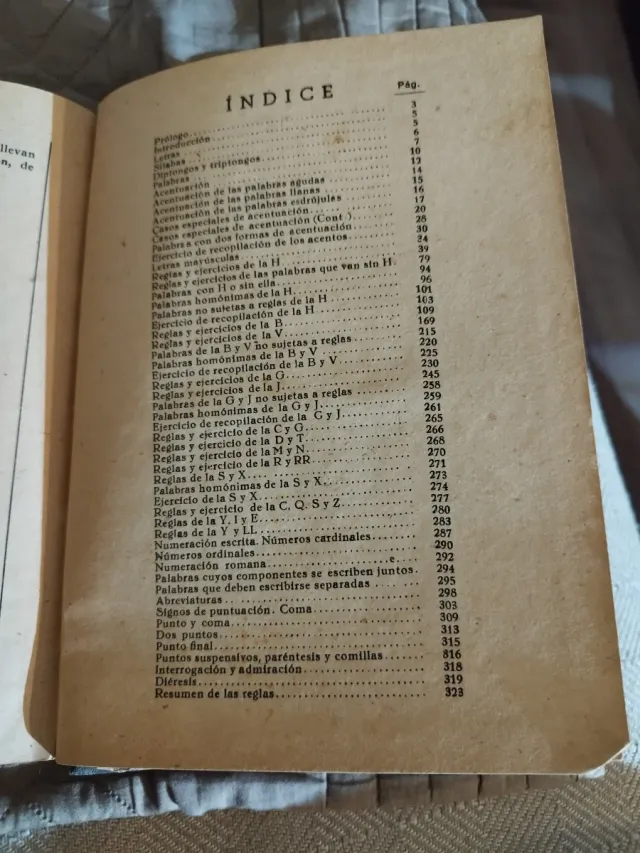 llevan
n, de
ÍNDICE
Pág.
Prólogo 3
Introducción 5
Letras 5
Sílabas 6
Diptongos y triptongos 7
Palabras 10
Acentuación 12
Acentuación de las palabras agudas 14
Acentuación de las palabras llanas 15
Acentuación de las palabras esdrújulas 16
Casos especiales de acentuación 17
Casos especiales de acentuación (Cont.) 20
Palabras con dos formas de acentuación 28
Ejercicio de recopilación de los acentos 30
Letras mayúsculas 34
Reglas y ejercicios de la H 39
Reglas y ejercicios de las palabras que van sin H 79
Palabras con H o sin ella 94
Palabras homónimas de la H 96
Palabras no sujetas a reglas de la H 101
Ejercicio de recopilación de la H 103
Reglas y ejercicios de la B 109
Reglas y ejercicios de la V 169
Palabras de la B y V no sujetas a reglas 215
Palabras homónimas de la B y V 220
Ejercicio de recopilación de la B y V 225
Reglas y ejercicios de la G 230
Reglas y ejercicios de la J 245
Palabras de la G y J no sujetas a reglas 258
Palabras homónimas de la G y J 259
Ejercicio de recopilación de la G y J 261
Reglas y ejercicio de la C y G 265
Reglas y ejercicio de la D y T 266
Reglas y ejercicio de la M y N 268
Reglas y ejercicio de la R y RR 270
Reglas de la S y X 271
Palabras homónimas de la S y X 273
Ejercicio de la S y X 274
Reglas y ejercicio de la C, Q, S y Z 277
Reglas de la Y, I y E 280
Reglas de la Y y LL 283
Numeración escrita. Números cardinales 287
Números ordinales 290
Numeración romana 292
Palabras cuyos componentes se escriben juntos 294
Palabras que deben escribirse separadas 295
Abreviaturas 298
Signos de puntuación. Coma 303
Punto y coma 309
Dos puntos 313
Punto final 315
Puntos suspensivos, paréntesis y comillas 316
Interrogación y admiración 318
Diéresis 319
Resumen de las reglas 323